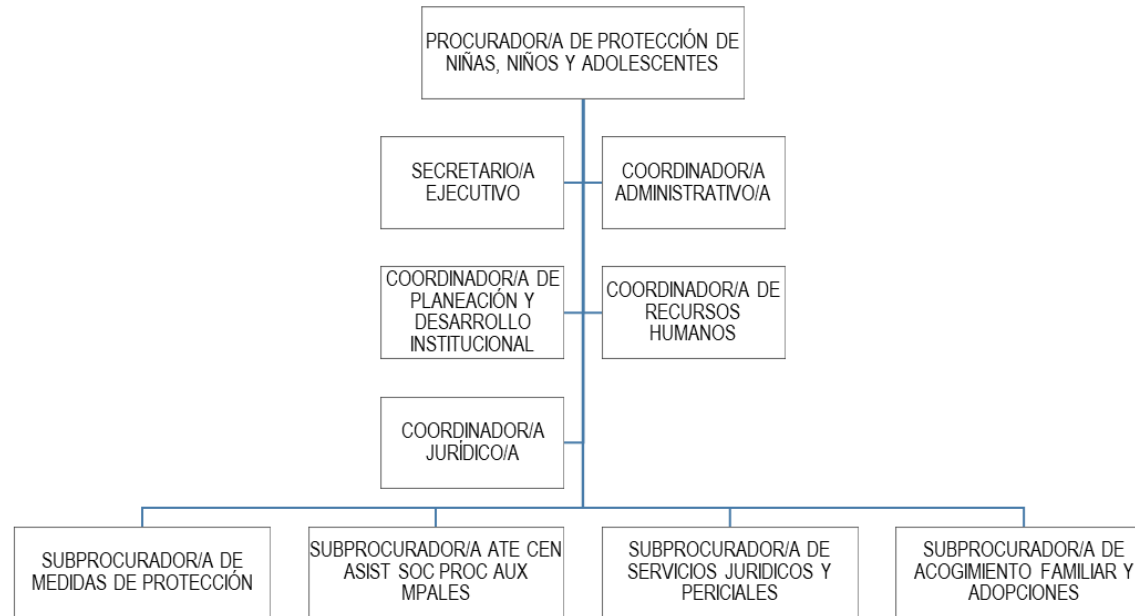 PROCURADOR/A DE PROTECCIÓN DE
NIÑAS, NIÑOS Y ADOLESCENTES
SECRETARIO/A
EJECUTIVO
COORDINADOR/A
ADMINISTRATIVO/A
COORDINADOR/A DE
PLANEACIÓN Y
DESARROLLO
INSTITUCIONAL
COORDINADOR/A DE
RECURSOS
HUMANOS
COORDINADOR/A
JURÍDICO/A
SUBPROCURADOR/A DE
MEDIDAS DE PROTECCIÓN
SUBPROCURADOR/A ATE CEN
ASIST SOC PROC AUX
MPALES
SUBPROCURADOR/A DE
SERVICIOS JURIDICOS Y
PERICIALES
SUBPROCURADOR/A DE
ACOGIMIENTO FAMILIAR Y
ADOPCIONES